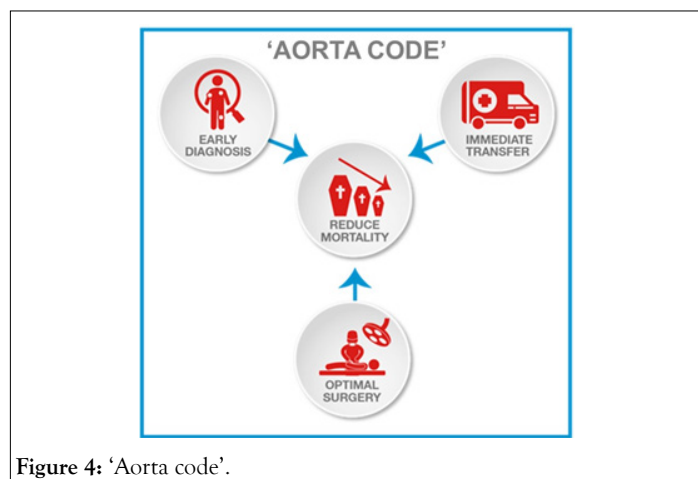 ‘AORTA CODE’
EARLY
DIAGNOSIS
IMMEDIATE
TRANSFER
REDUCE
MORTALITY
OPTIMAL
SURGERY
Figure 4: ‘Aorta code’.